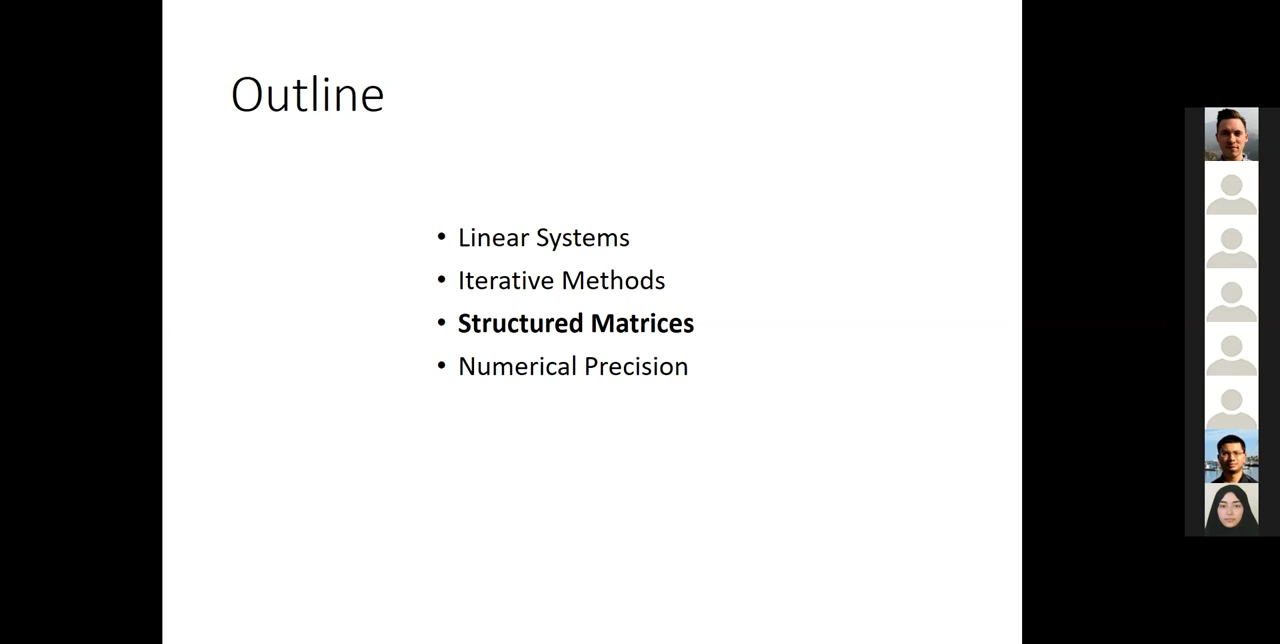 Outline
• Linear Systems
• Iterative Methods
• Structured Matrices
• Numerical Precision